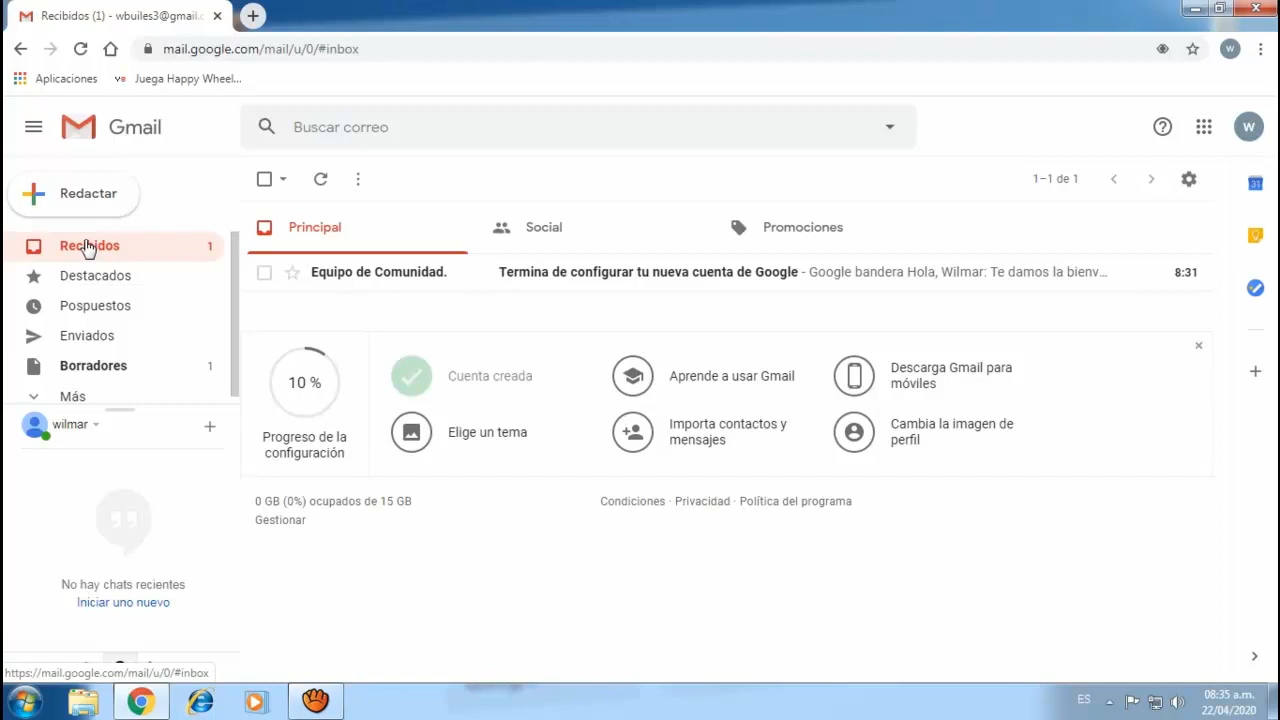 Recibidos (1) - wbuiles3@gmail.c
mail.google.com/mail/u/0/#inbox
W
Aplicaciones
Juega Happy Wheel...
Gmail
Buscar correo
W
Redactar
1–1 de 1
31
Principal
Social
Promociones
Recibidos 1
Equipo de Comunidad. Termina de configurar tu nueva cuenta de Google - Google bandera Hola, Wilmar: Te damos la bienv... 8:31
Destacados
Pospuestos
Enviados
Borradores 1
Más
wilmar
10 %
Progreso de la
configuración
Cuenta creada
Aprende a usar Gmail
Descarga Gmail para
móviles
Elige un tema
Importa contactos y
mensajes
Cambia la imagen de
perfil
0 GB (0%) ocupados de 15 GB
Gestionar
Condiciones · Privacidad · Política del programa
No hay chats recientes
Iniciar uno nuevo
https://mail.google.com/mail/u/0/#inbox
ES
08:35 a.m.
22/04/2020